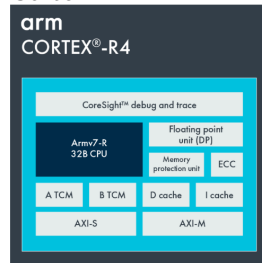 arm
CORTEX®-R4
CoreSight™ debug and trace
Armv7-R
32B CPU
Floating point
unit (DP)
Memory
protection unit
ECC
A TCM
B TCM
D cache
I cache
AXI-S
AXI-M